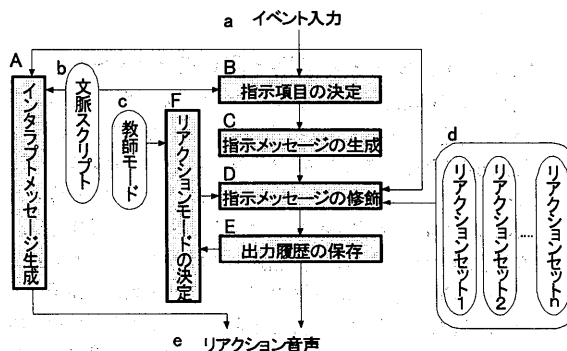 a イベント入力
A
インタラプトメッセージ生成
b
文脈スクリプト
c
教師モード
F
リアクションモードの決定
B
指示項目の決定
C
指示メッセージの生成
D
指示メッセージの修飾
E
出力履歴の保存
d
リアクションセット1
リアクションセット2
.....
リアクションセットn
e リアクション音声